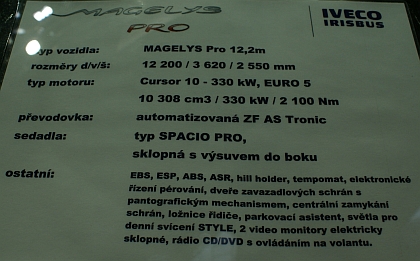 MAGELYS
PRO
IVECO
IRISBUS
typ vozidla: MAGELYS Pro 12,2m
rozměry d/v/š: 12 200 / 3 620 / 2 550 mm
typ motoru: Cursor 10 - 330 kW, EURO 5
10 308 cm3 / 330 kW / 2 100 Nm
převodovka: automatizovaná ZF AS Tronic
sedadla: typ SPACIO PRO,
sklopná s výsuvem do boku
ostatní: EBS, ESP, ABS, ASR, hill holder, tempomat, elektronické
řízení pérování, dveře zavazadlových schrán s
pantografickým mechanismem, centrální zamykání
schrán, ložnice řidiče, parkovací asistent, světla pro
denní svícení STYLE, 2 video monitory elektricky
sklopné, rádio CD/DVD s ovládáním na volantu.